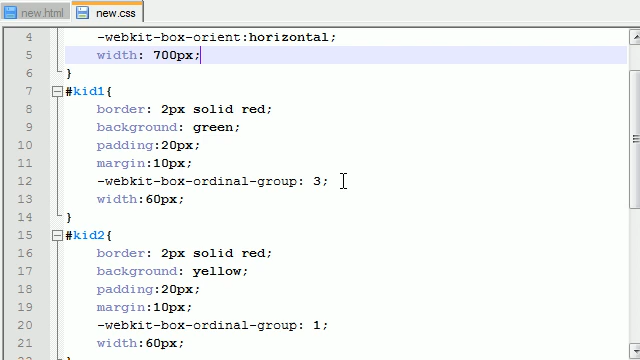 new.html new.css
4 -webkit-box-orient:horizontal;
5 width: 700px;
6 }
7 #kid1{
8 border: 2px solid red;
9 background: green;
10 padding:20px;
11 margin:10px;
12 -webkit-box-ordinal-group: 3;
13 width:60px;
14 }
15 #kid2{
16 border: 2px solid red;
17 background: yellow;
18 padding:20px;
19 margin:10px;
20 -webkit-box-ordinal-group: 1;
21 width:60px;
22 }